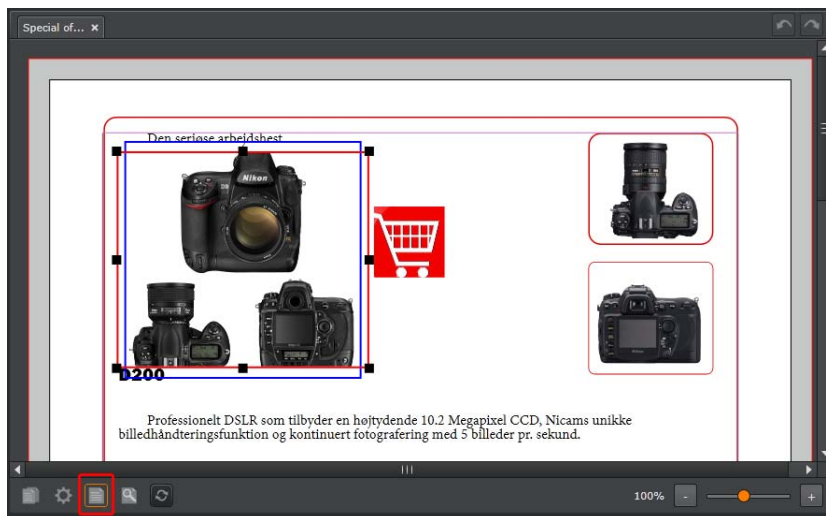 Special of... ×
Den seriøse arbejdshest
Nikon
D200
Professionelt DSLR som tilbyder en højtydende 10.2 Megapixel CCD, Nicams unikke
billedhåndteringsfunktion og kontinuert fotografering med 5 billeder pr. sekund.
100% - +